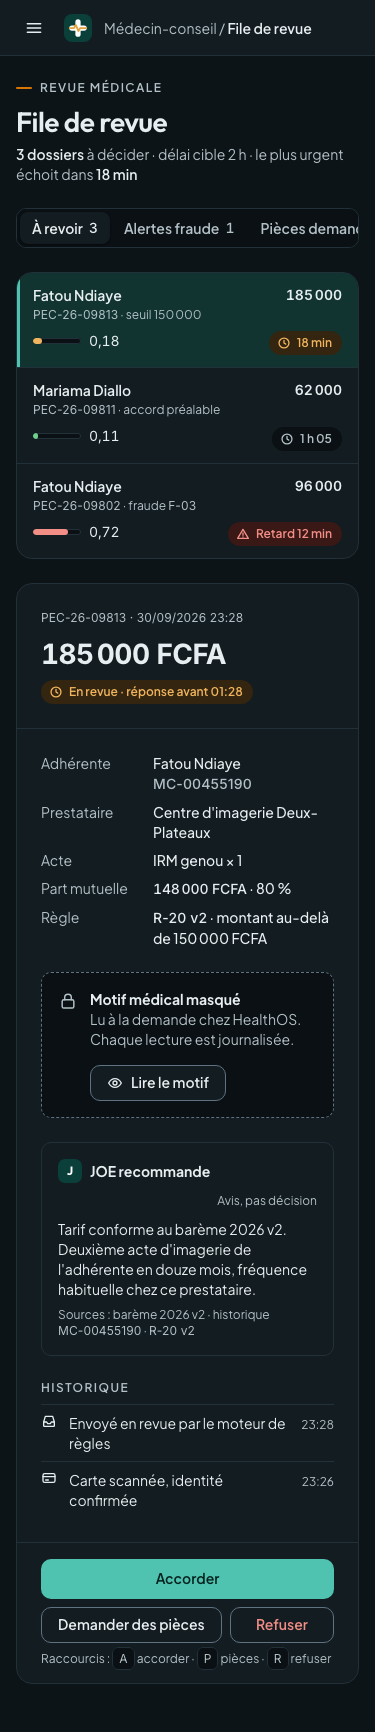 Médecin-conseil / File de revue
REVUE MÉDICALE
File de revue
3 dossiers à décider · délai cible 2 h · le plus urgent
échoit dans 18 min
À revoir 3 Alertes fraude 1 Pièces demand
Fatou Ndiaye 185 000
PEC-26-09813 · seuil 150 000
0,18 18 min
Mariama Diallo 62 000
PEC-26-09811 · accord préalable
0,11 1 h 05
Fatou Ndiaye 96 000
PEC-26-09802 · fraude F-03
0,72 Retard 12 min
PEC-26-09813 · 30/09/2026 23:28
185 000 FCFA
En revue · réponse avant 01:28
Adhérente Fatou Ndiaye
MC-00455190
Prestataire Centre d'imagerie Deux-
Plateaux
Acte IRM genou × 1
Part mutuelle 148 000 FCFA · 80 %
Règle R-20 v2 · montant au-delà
de 150 000 FCFA
Motif médical masqué
Lu à la demande chez HealthOS.
Chaque lecture est journalisée.
Lire le motif
J JOE recommande
Avis, pas décision
Tarif conforme au barème 2026 v2.
Deuxième acte d'imagerie de
l'adhérente en douze mois, fréquence
habituelle chez ce prestataire.
Sources : barème 2026 v2 · historique
MC-00455190 · R-20 v2
HISTORIQUE
Envoyé en revue par le moteur de 23:28
règles
Carte scannée, identité 23:26
confirmée
Accorder
Demander des pièces Refuser
Raccourcis : A accorder · P pièces · R refuser